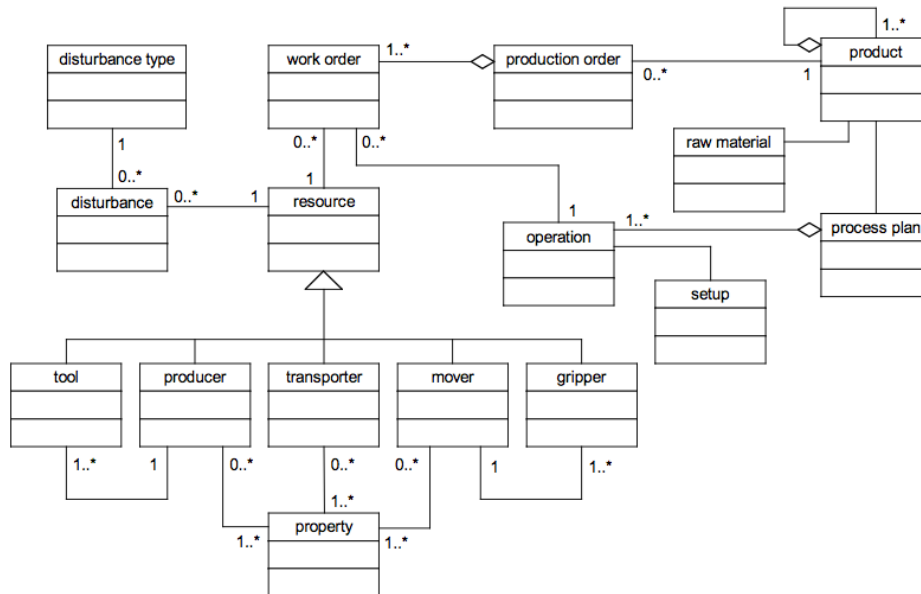 1..*
disturbance type
work order
1..*
production order
product
0..*
1
1
0..*
0..*
raw material
0..*
1
disturbance
0..*
1
resource
1
1..*
operation
process plan
setup
tool
producer
transporter
mover
gripper
1..*
1
0..*
0..*
0..*
1
1..*
1..*
property
1..*
1..*